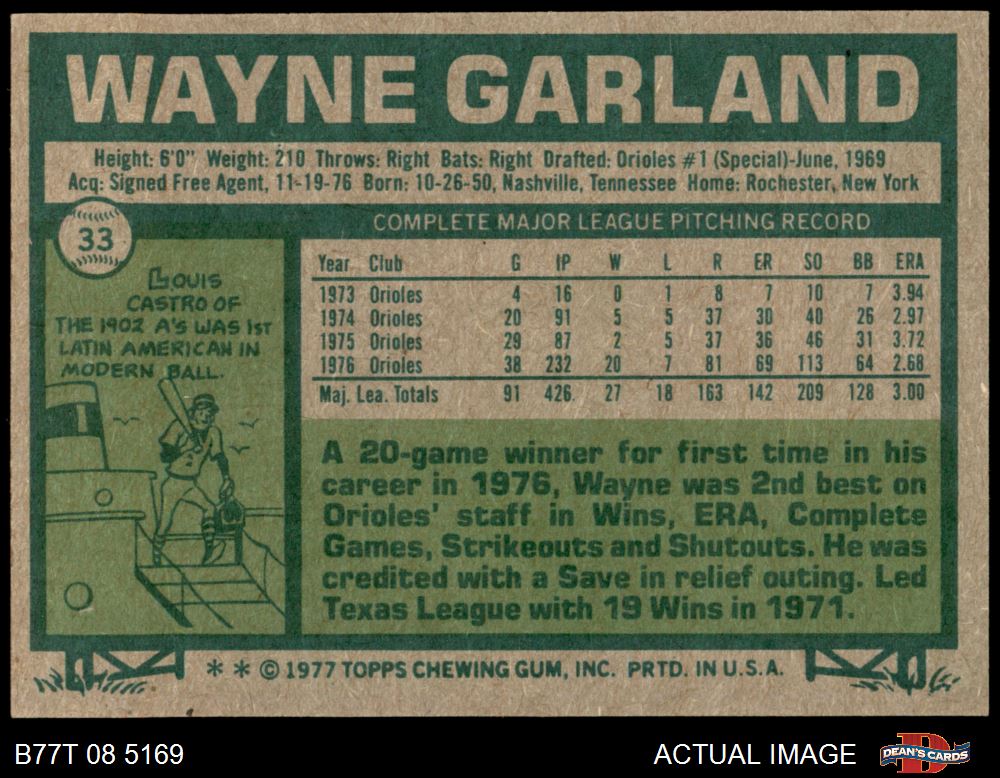 WAYNE GARLAND
Height: 6'0" Weight: 210 Throws: Right Bats: Right Drafted: Orioles #1 (Special)-June, 1969
Acq: Signed Free Agent, 11-19-76 Born: 10-26-50, Nashville, Tennessee Home: Rochester, New York
33
COMPLETE MAJOR LEAGUE PITCHING RECORD
LOUIS
CASTRO OF
THE 1902 A'S WAS 1ST
LATIN AMERICAN IN
MODERN BALL.
Year Club G IP W L R ER SO BB ERA
1973 Orioles 4 16 0 1 8 7 10 7 3.94
1974 Orioles 20 91 5 5 37 30 40 26 2.97
1975 Orioles 29 87 2 5 37 36 46 31 3.72
1976 Orioles 38 232 20 7 81 69 113 64 2.68
Maj. Lea. Totals 91 426. 27 18 163 142 209 128 3.00
A 20-game winner for first time in his
career in 1976, Wayne was 2nd best on
Orioles' staff in Wins, ERA, Complete
Games, Strikeouts and Shutouts. He was
credited with a Save in relief outing. Led
Texas League with 19 Wins in 1971.
* * © 1977 TOPPS CHEWING GUM, INC. PRTD. IN U.S.A.
B77T 08 5169
ACTUAL IMAGE
DEAN'S CARDS